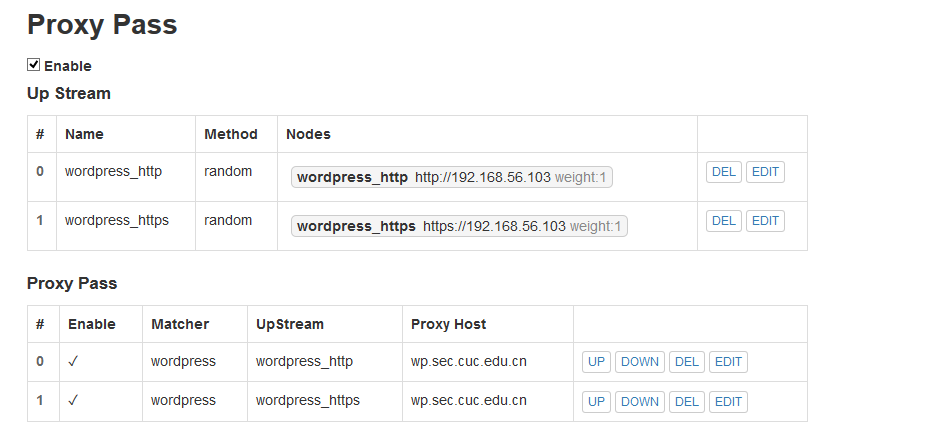 Proxy Pass
Enable
Up Stream
# Name Method Nodes
0 wordpress_http random wordpress_http http://192.168.56.103 weight:1 DEL EDIT
1 wordpress_https random wordpress_https https://192.168.56.103 weight:1 DEL EDIT
Proxy Pass
# Enable Matcher UpStream Proxy Host
0 ✓ wordpress wordpress_http wp.sec.cuc.edu.cn UP DOWN DEL EDIT
1 ✓ wordpress wordpress_https wp.sec.cuc.edu.cn UP DOWN DEL EDIT